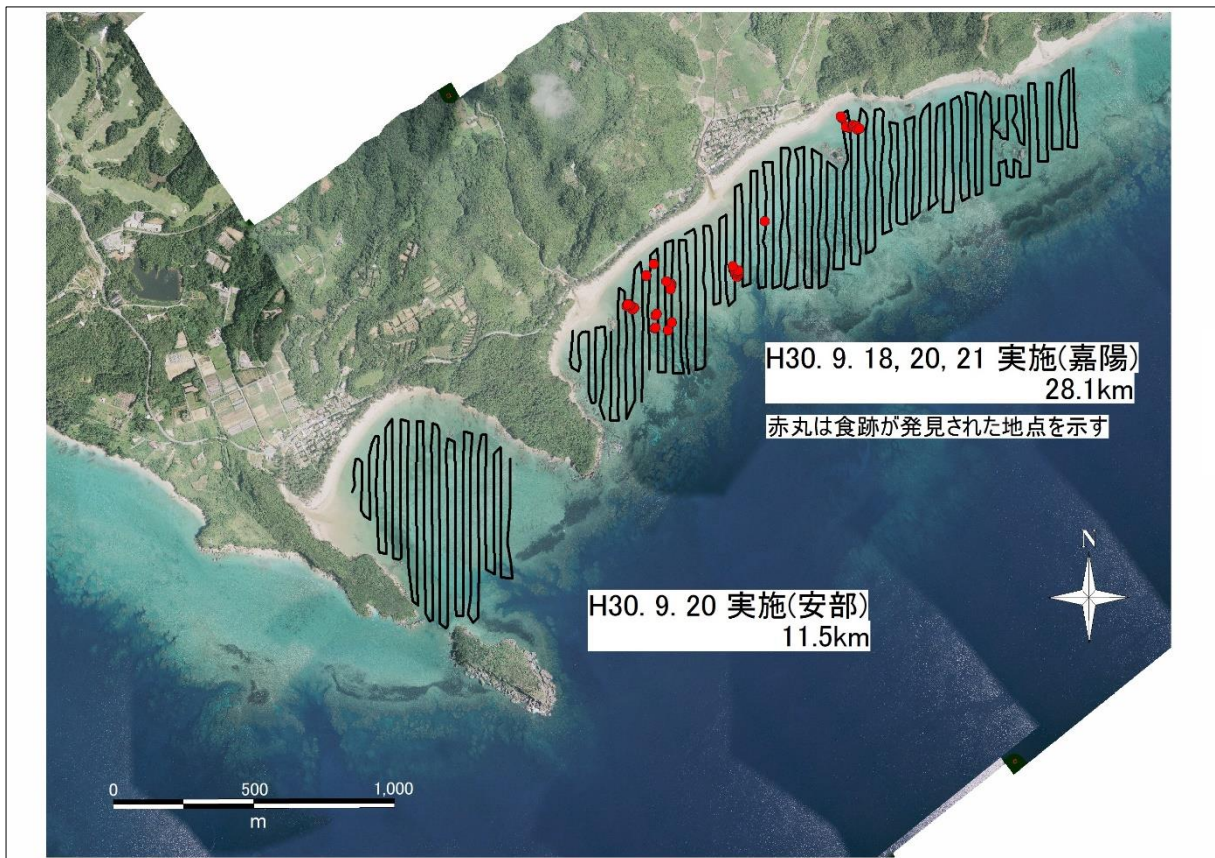 H30. 9. 18, 20, 21 実施(嘉陽)
28.1km
赤丸は食跡が発見された地点を示す
N
H30. 9. 20 実施(安部)
11.5km
0 500 1,000
m